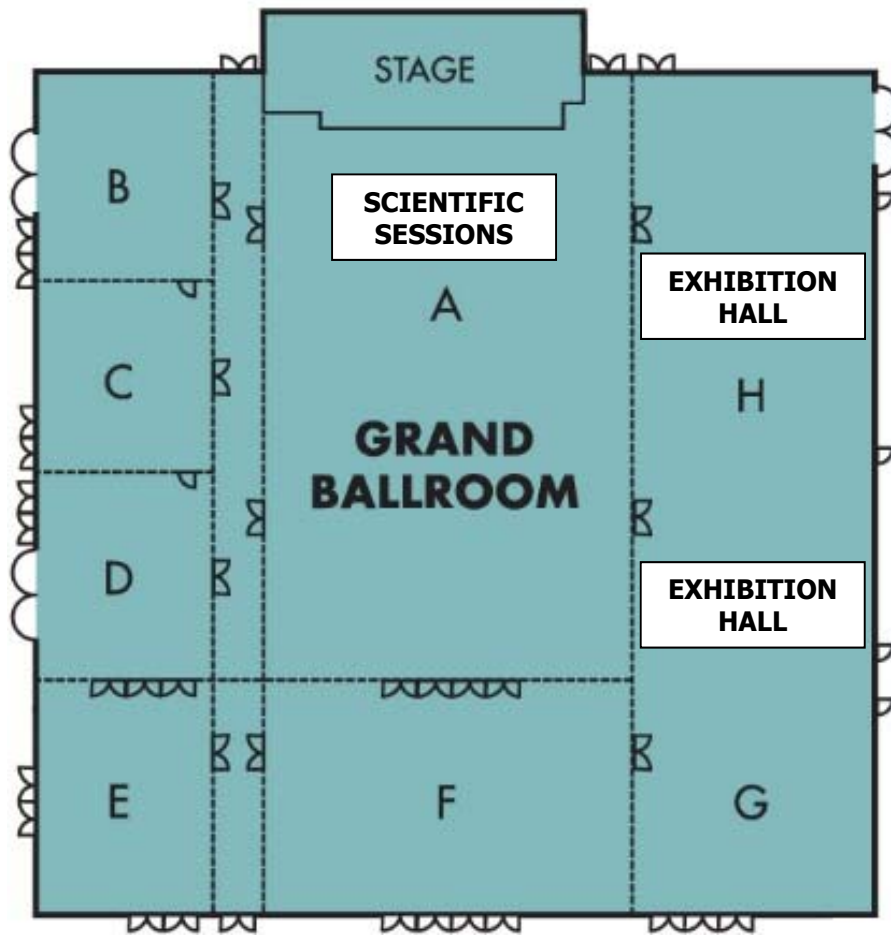 STAGE
B
SCIENTIFIC
SESSIONS
EXHIBITION
HALL
A
C
H
GRAND
BALLROOM
D
EXHIBITION
HALL
E
F
G